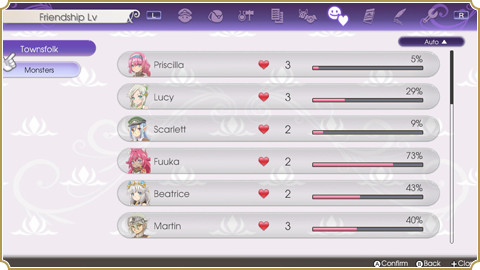 Friendship Lv
L
R
Townsfolk
Auto ▲
Monsters
Priscilla 3 5%
Lucy 3 29%
Scarlett 2 9%
Fuuka 2 73%
Beatrice 2 43%
Martin 3 40%
A Confirm B Back + Clo